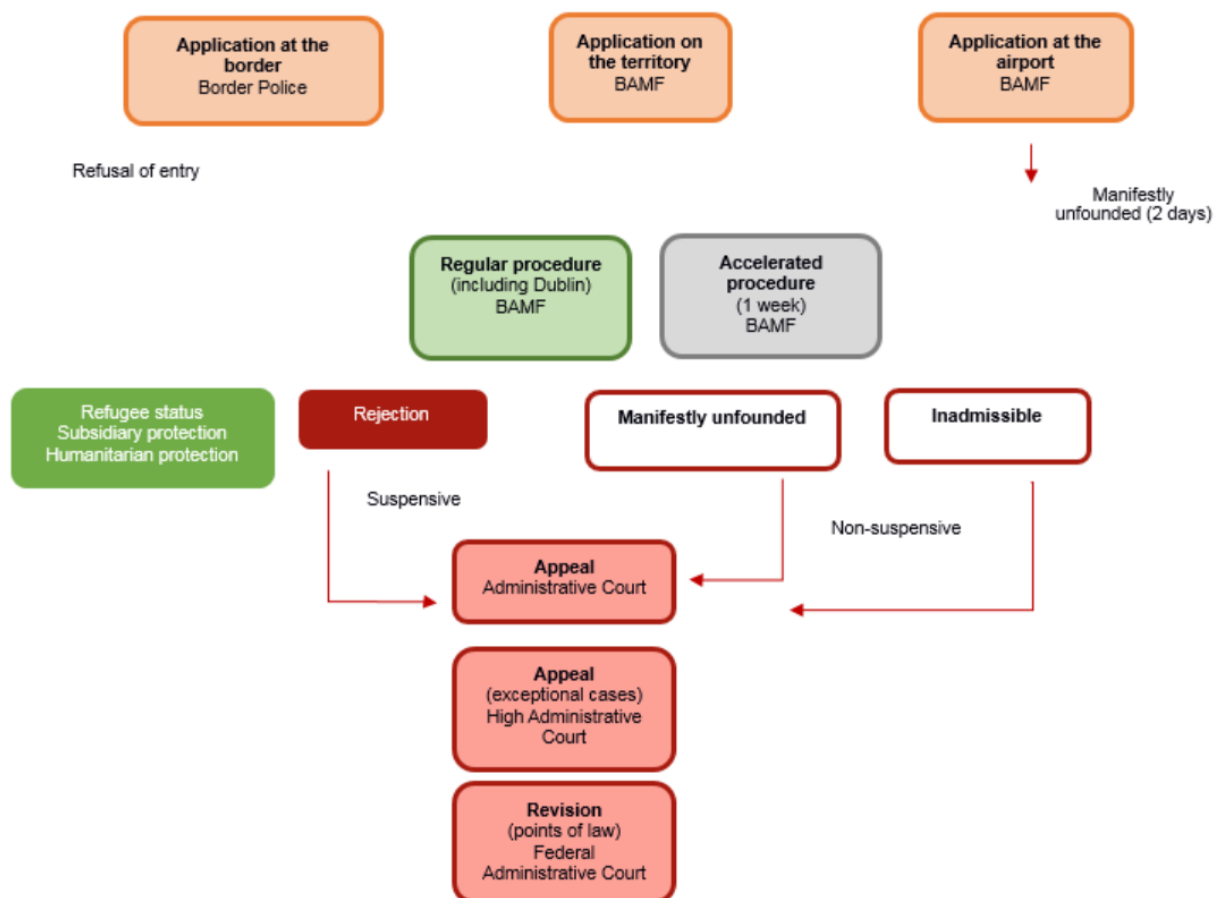 Application at the
border
Border Police
Application on
the territory
BAMF
Application at the
airport
BAMF
Refusal of entry
Manifestly
unfounded (2 days)
Regular procedure
(including Dublin)
BAMF
Accelerated
procedure
(1 week)
BAMF
Refugee status
Subsidiary protection
Humanitarian protection
Rejection
Manifestly unfounded
Inadmissible
Suspensive
Non-suspensive
Appeal
Administrative Court
Appeal
(exceptional cases)
High Administrative
Court
Revision
(points of law)
Federal
Administrative Court